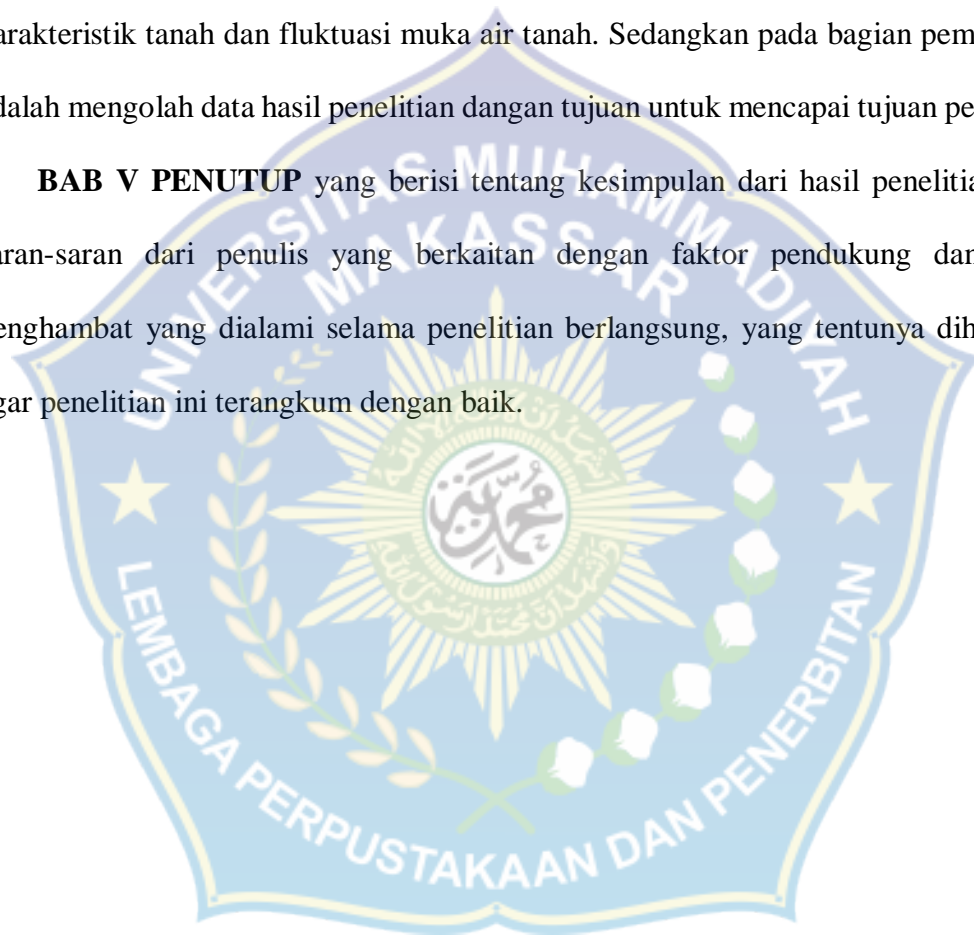 arakteristik tanah dan fluktuasi muka air tanah. Sedangkan pada bagian pem
dalah mengolah data hasil penelitian dangan tujuan untuk mencapai tujuan pe
BAB V PENUTUP yang berisi tentang kesimpulan dari hasil penelitia
aran-saran dari penulis yang berkaitan dengan faktor pendukung dan
enghambat yang dialami selama penelitian berlangsung, yang tentunya dih
gar penelitian ini terangkum dengan baik.
UNIVERSITAS MUHAMMADIYAH
MAKASSAR
LEMBAGA PERPUSTAKAAN DAN PENERBITAN